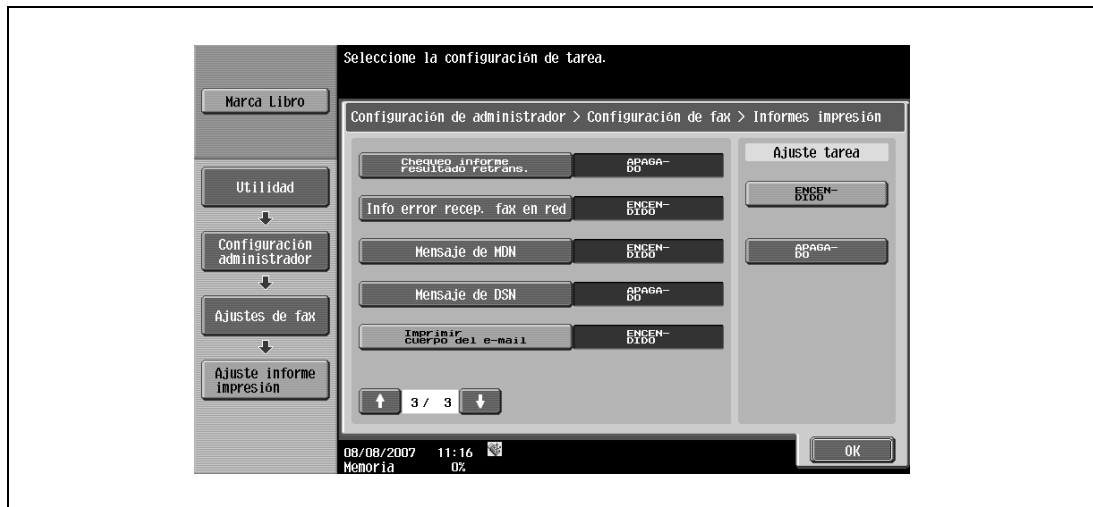 Seleccione la configuración de tarea.
Marca Libro
Configuración de administrador > Configuración de fax > Informes impresión
Utilidad
Configuración
administrador
Ajustes de fax
Ajuste informe
impresión
Chequeo informe
resultado retrans.
APAGA-
DO
Info error recep. fax en red
ENCEN-
DIDO
Mensaje de MDN
ENCEN-
DIDO
Mensaje de DSN
APAGA-
DO
Imprimir
cuerpo del e-mail
ENCEN-
DIDO
3/ 3
Ajuste tarea
ENCEN-
DIDO
APAGA-
DO
08/08/2007 11:16
Memoria 0%
OK